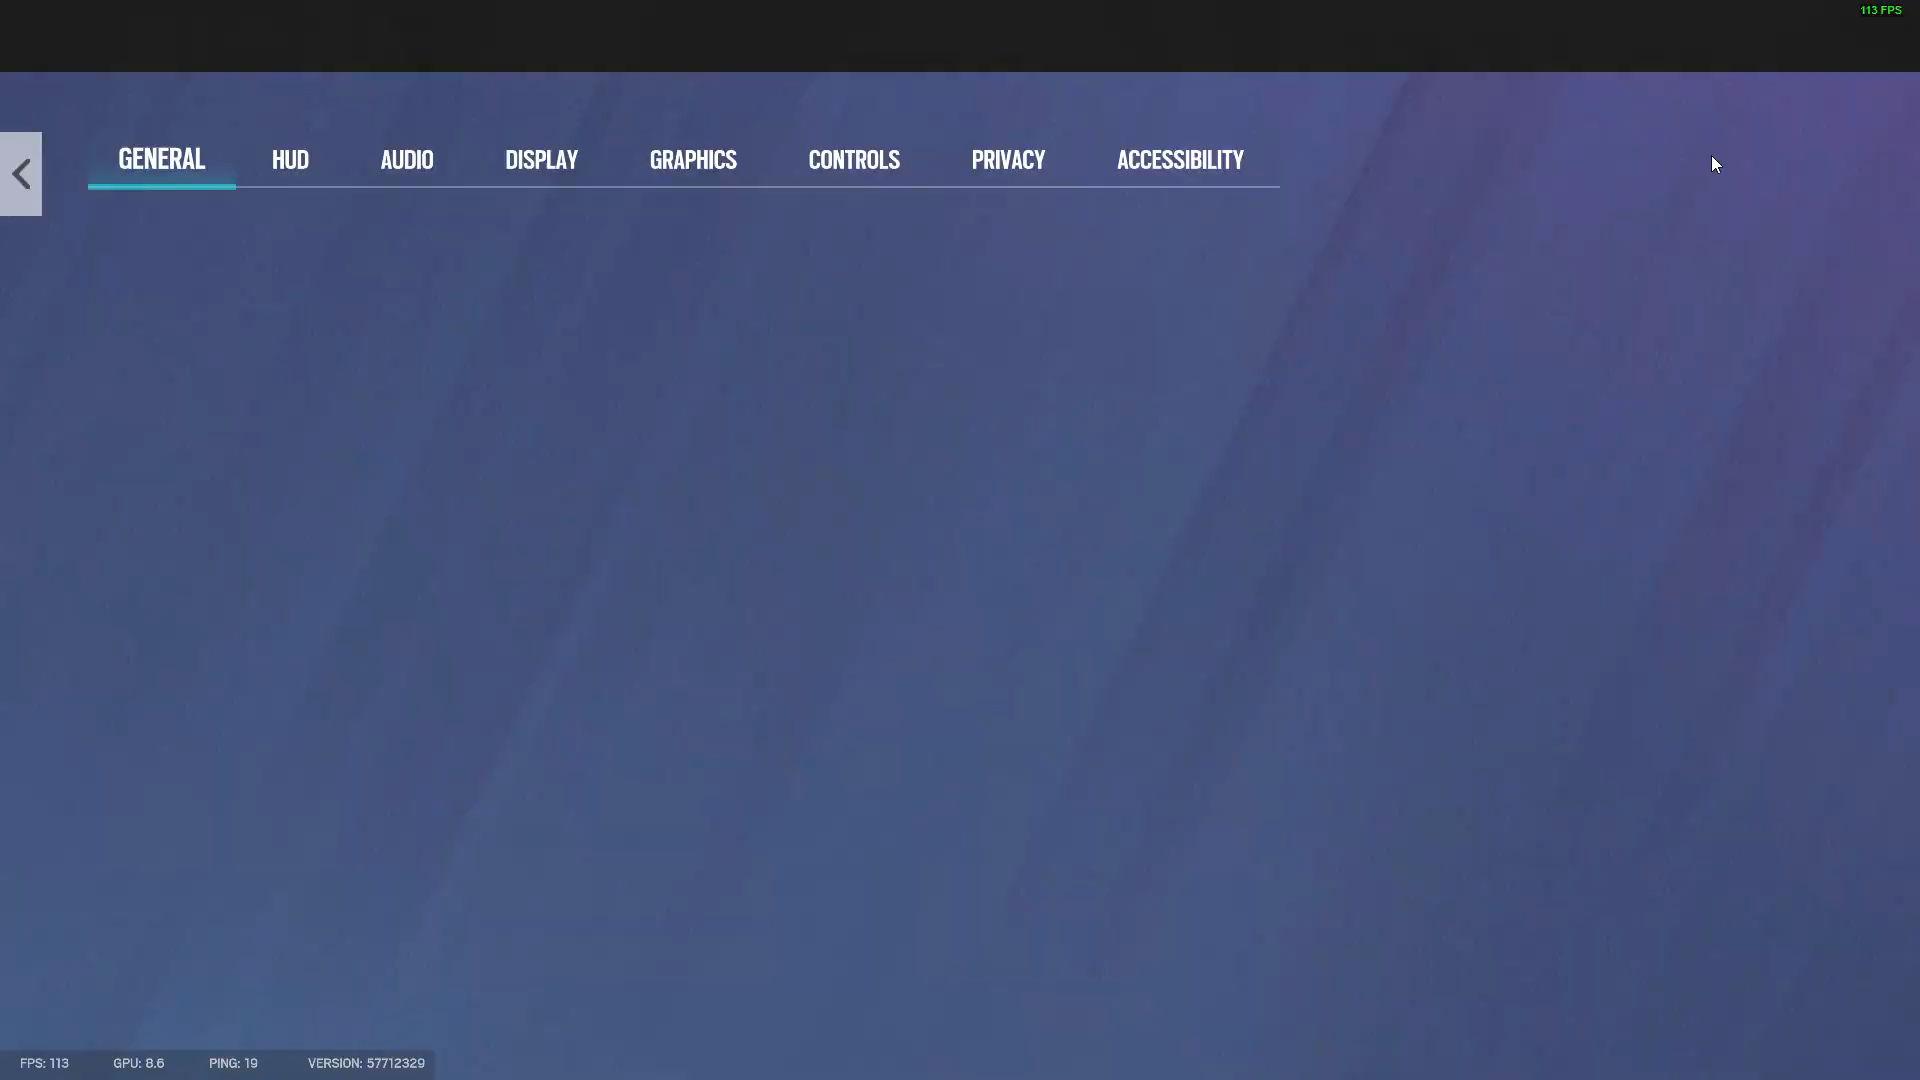 113 FPS
GENERAL HUD AUDIO DISPLAY GRAPHICS CONTROLS PRIVACY ACCESSIBILITY
FPS: 113 GPU: 8.6 PING: 19 VERSION: 57712329